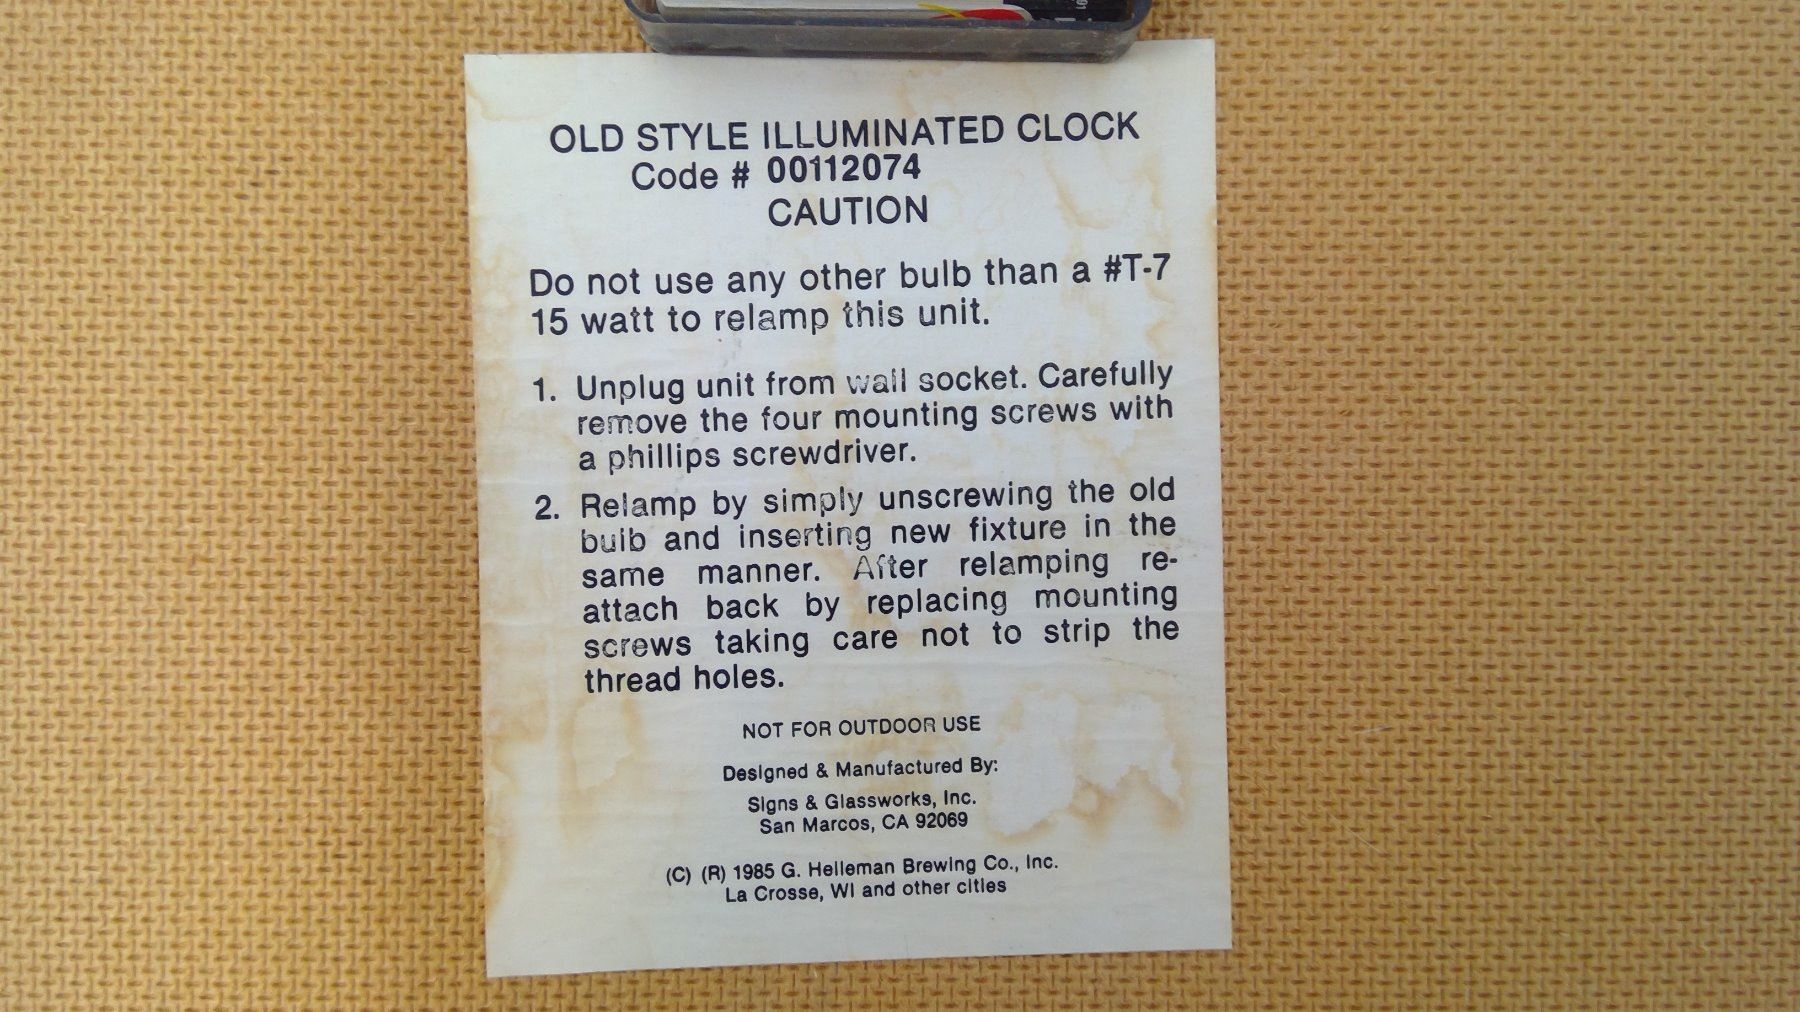 OLD STYLE ILLUMINATED CLOCK
Code # 00112074
CAUTION
Do not use any other bulb than a #T-7
15 watt to relamp this unit.
1. Unplug unit from wall socket. Carefully
remove the four mounting screws with
a phillips screwdriver.
2. Relamp by simply unscrewing the old
bulb and inserting new fixture in the
same manner. After relamping re-
attach back by replacing mounting
screws taking care not to strip the
thread holes.
NOT FOR OUTDOOR USE
Designed & Manufactured By:
Signs & Glassworks, Inc.
San Marcos, CA 92069
(C) (R) 1985 G. Heileman Brewing Co., Inc.
La Crosse, WI and other cities